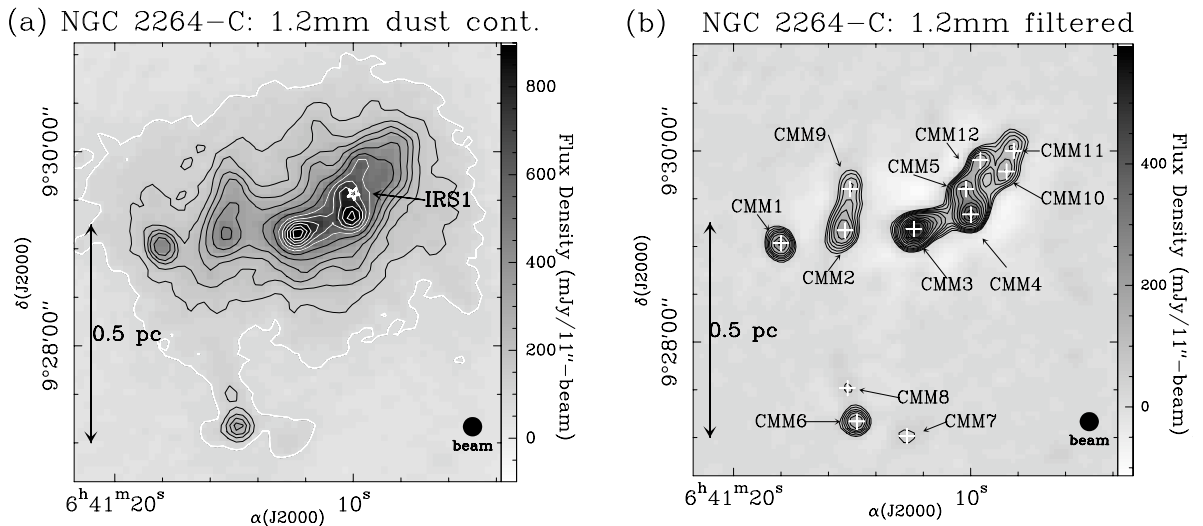 (a) NGC 2264−C: 1.2mm dust cont.
800
600
400
200
0
Flux Density (mJy/11″−beam)
9°30′00″
9°28′00″
δ(J2000)
IRS1
0.5 pc
beam
6ʰ41ᵐ20ˢ
10ˢ
α(J2000)
(b) NGC 2264−C: 1.2mm filtered
400
200
0
Flux Density (mJy/11″−beam)
9°30′00″
9°28′00″
δ(J2000)
CMM9
CMM12
CMM5
CMM11
CMM10
CMM1
CMM2
CMM3
CMM4
0.5 pc
CMM8
CMM6
CMM7
beam
6ʰ41ᵐ20ˢ
10ˢ
α(J2000)